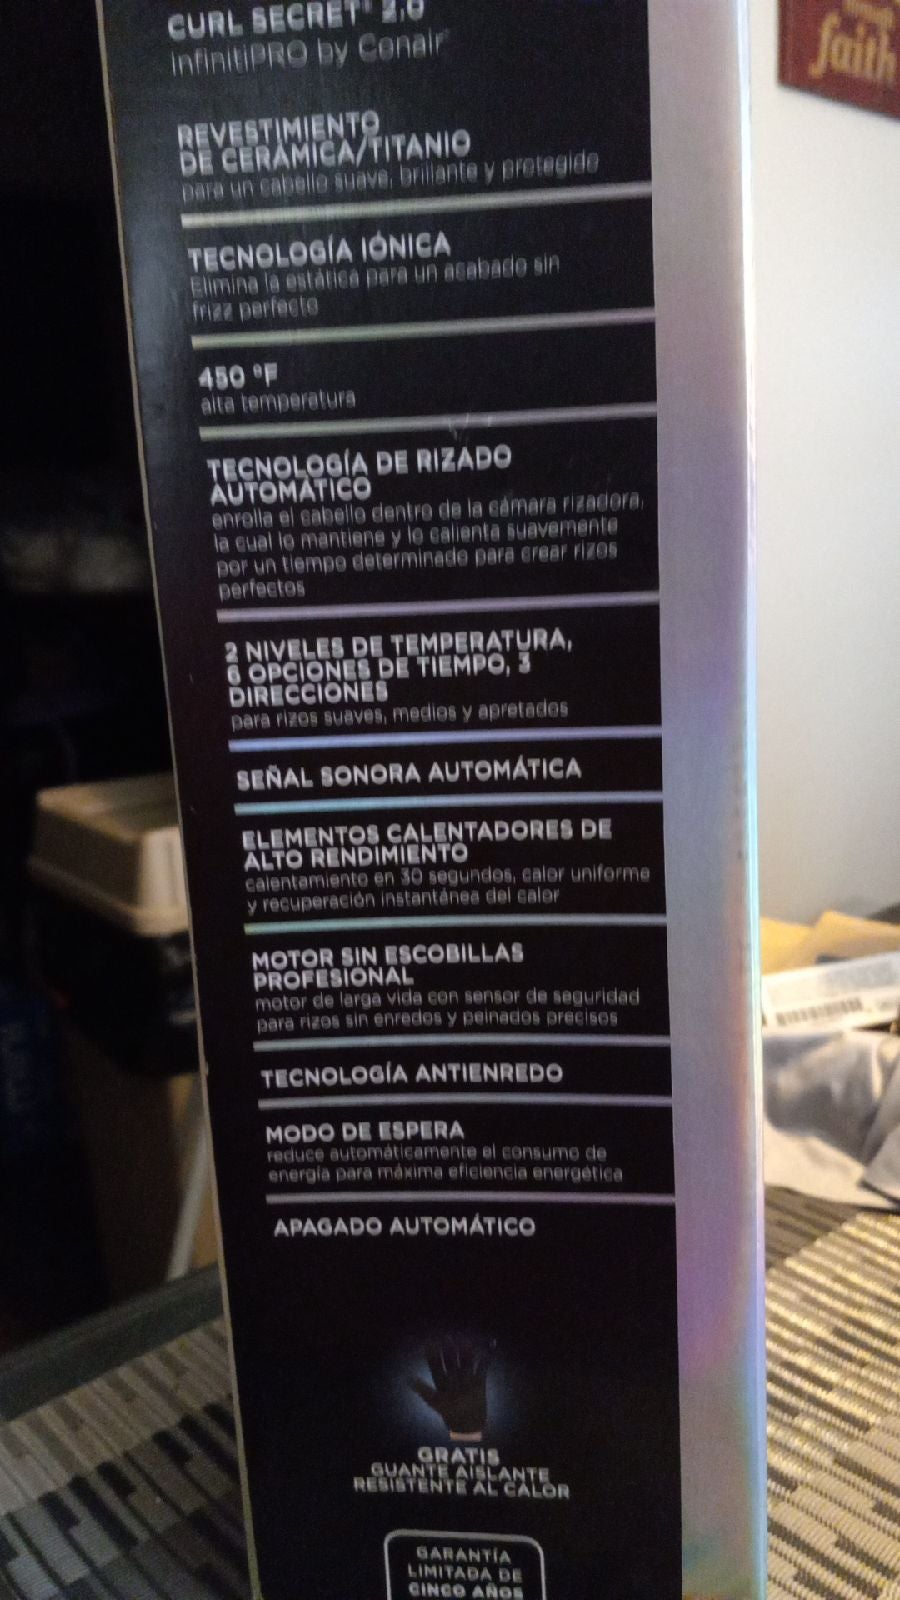 CURL SECRET® 2.0
infinitiPRO by Conair®
REVESTIMIENTO
DE CERÁMICA/TITANIO
para un cabello suave, brillante y protegido
TECNOLOGÍA IÓNICA
Elimina la estática para un acabado sin
frizz perfecto
450 °F
alta temperatura
TECNOLOGÍA DE RIZADO
AUTOMÁTICO
enrolla el cabello dentro de la cámara rizadora,
la cual lo mantiene y lo calienta suavemente
por un tiempo determinado para crear rizos
perfectos
2 NIVELES DE TEMPERATURA,
6 OPCIONES DE TIEMPO, 3
DIRECCIONES
para rizos suaves, medios y apretados
SEÑAL SONORA AUTOMÁTICA
ELEMENTOS CALENTADORES DE
ALTO RENDIMIENTO
calentamiento en 30 segundos, calor uniforme
y recuperación instantánea del calor
MOTOR SIN ESCOBILLAS
PROFESIONAL
motor de larga vida con sensor de seguridad
para rizos sin enredos y peinados precisos
TECNOLOGÍA ANTIENREDO
MODO DE ESPERA
reduce automáticamente el consumo de
energía para máxima eficiencia energética
APAGADO AUTOMÁTICO
GRATIS
GUANTE AISLANTE
RESISTENTE AL CALOR
GARANTÍA
LIMITADA DE
CINCO AÑOS
faith